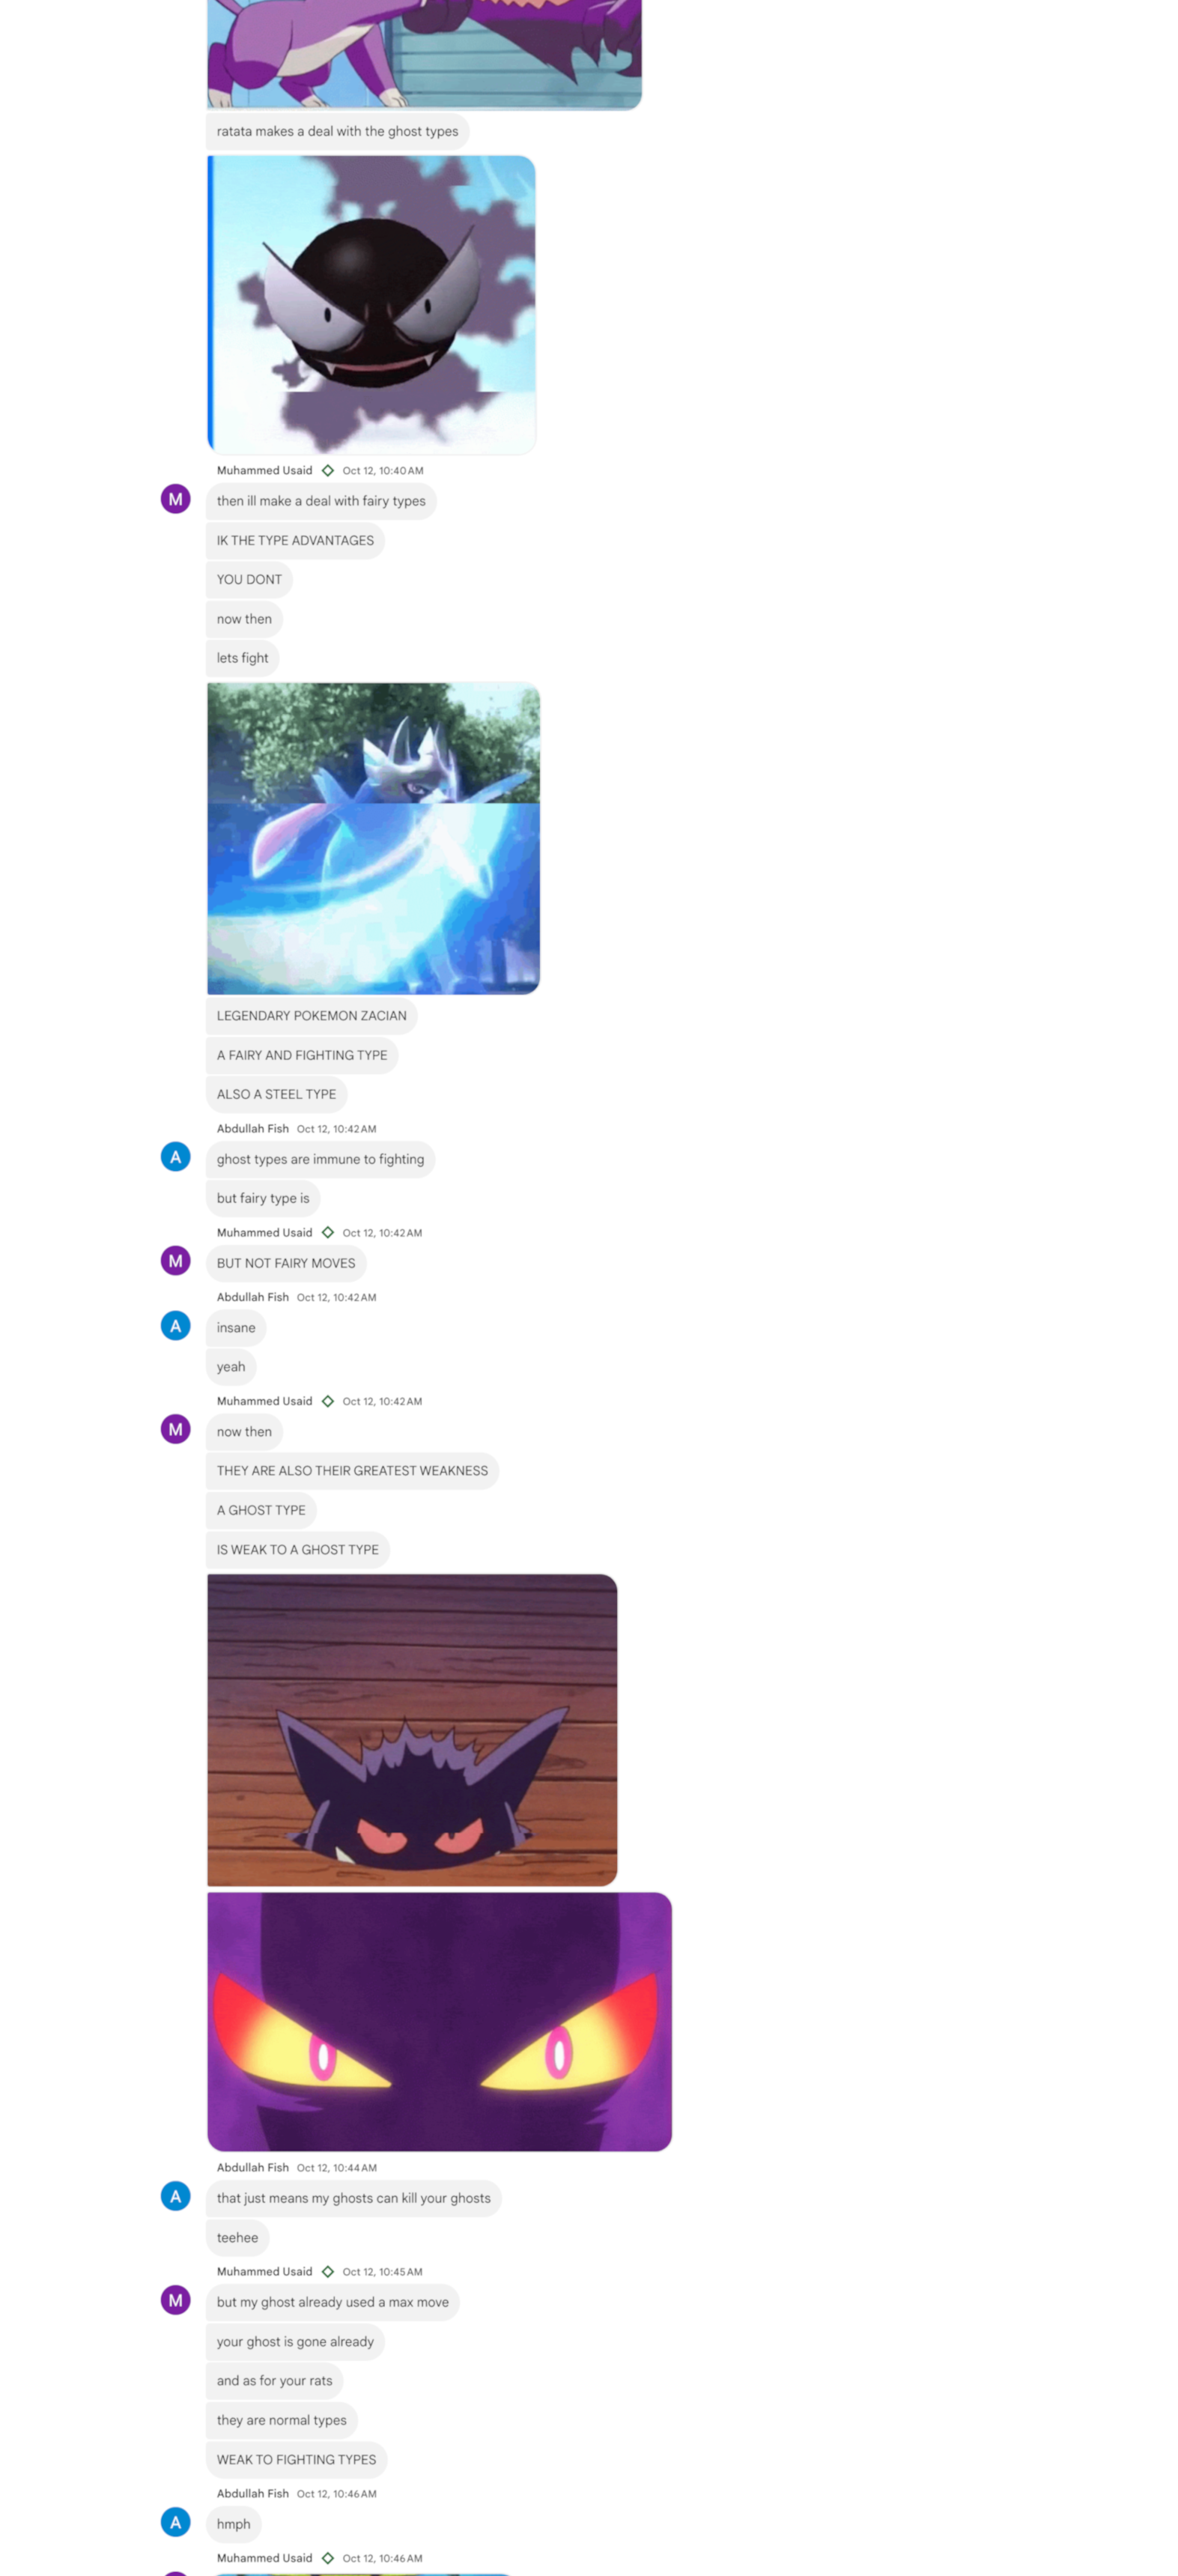 ratata makes a deal with the ghost types
Muhammed Usaid Oct 12, 10:40 AM
M
then ill make a deal with fairy types
IK THE TYPE ADVANTAGES
YOU DONT
now then
lets fight
LEGENDARY POKEMON ZACIAN
A FAIRY AND FIGHTING TYPE
ALSO A STEEL TYPE
Abdullah Fish Oct 12, 10:42 AM
A
ghost types are immune to fighting
but fairy type is
Muhammed Usaid Oct 12, 10:42 AM
M
BUT NOT FAIRY MOVES
Abdullah Fish Oct 12, 10:42 AM
A
insane
yeah
Muhammed Usaid Oct 12, 10:42 AM
M
now then
THEY ARE ALSO THEIR GREATEST WEAKNESS
A GHOST TYPE
IS WEAK TO A GHOST TYPE
Abdullah Fish Oct 12, 10:44 AM
A
that just means my ghosts can kill your ghosts
teehee
Muhammed Usaid Oct 12, 10:45 AM
M
but my ghost already used a max move
your ghost is gone already
and as for your rats
they are normal types
WEAK TO FIGHTING TYPES
Abdullah Fish Oct 12, 10:46 AM
A
hmph
Muhammed Usaid Oct 12, 10:46 AM